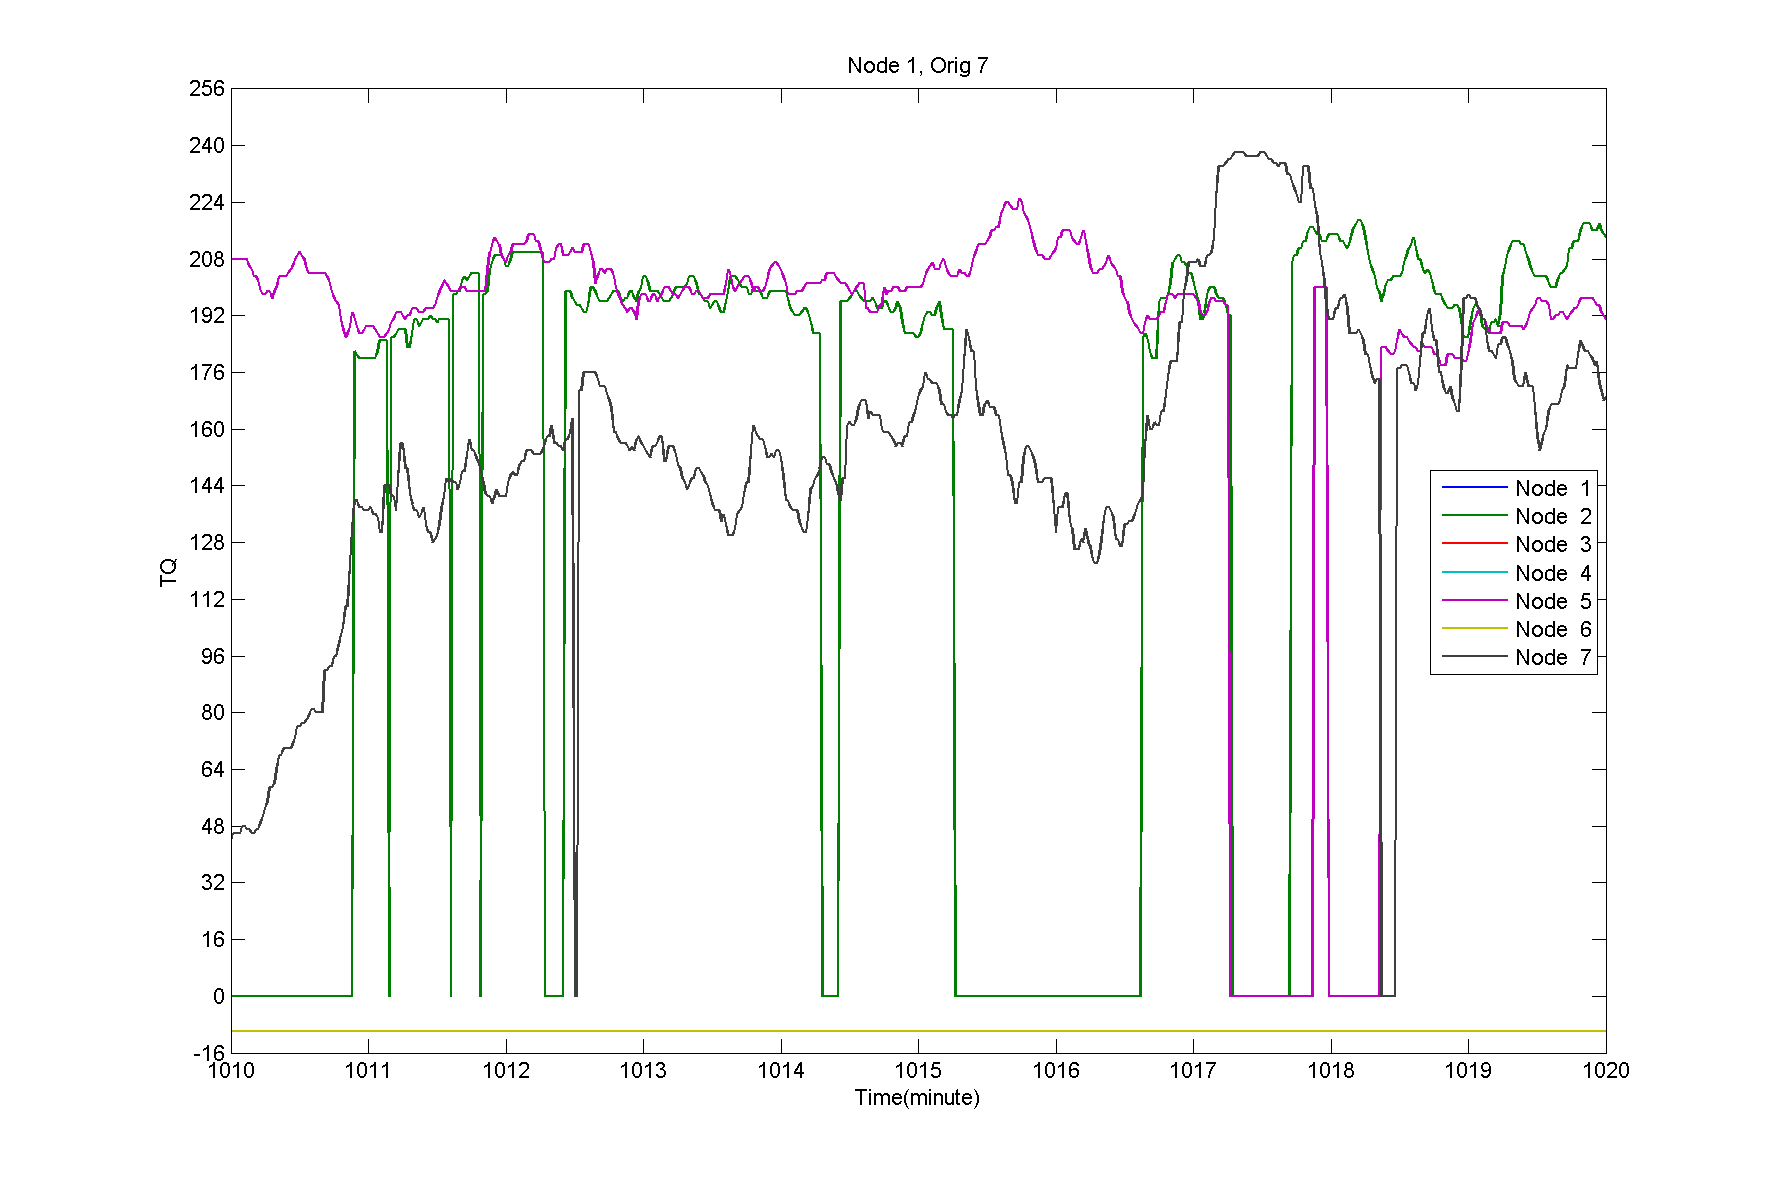 Node 1, Orig 7
256
240
224
208
192
176
160
144
128
112
96
80
64
48
32
16
0
-16
TQ
Node 1
Node 2
Node 3
Node 4
Node 5
Node 6
Node 7
1010 1011 1012 1013 1014 1015 1016 1017 1018 1019 1020
Time(minute)